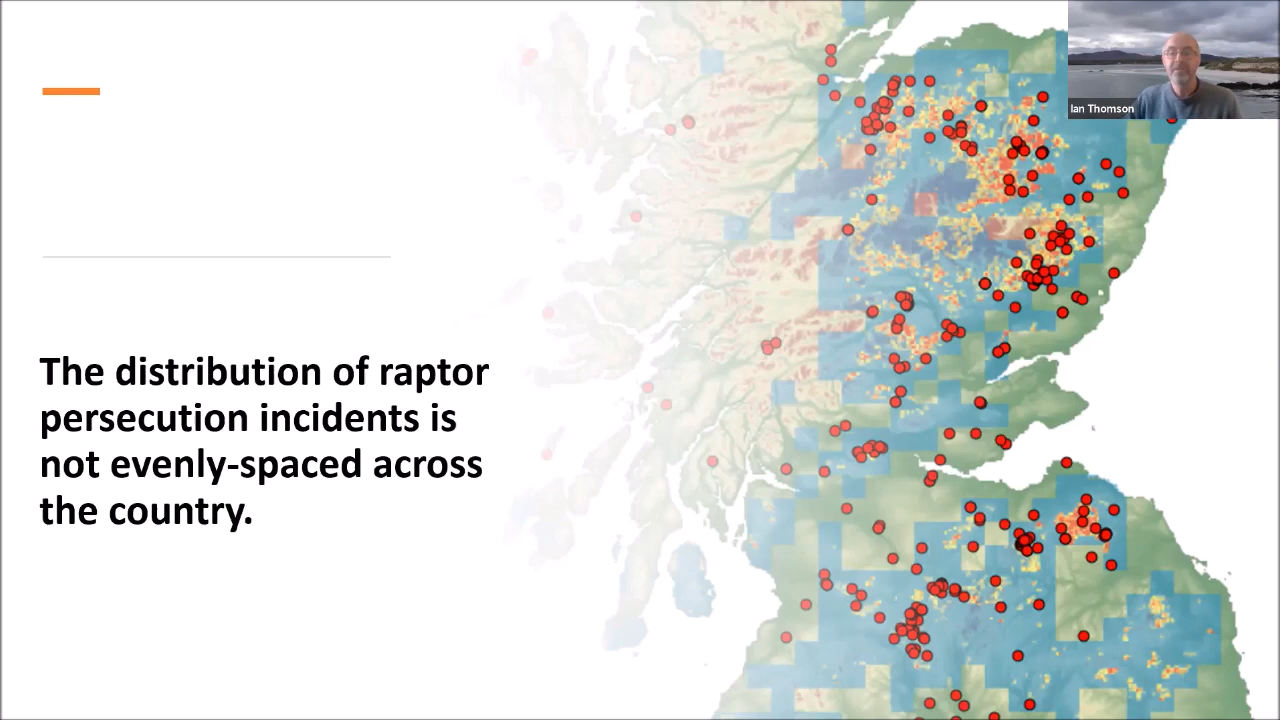 Ian Thomson
The distribution of raptor
persecution incidents is
not evenly-spaced across
the country.